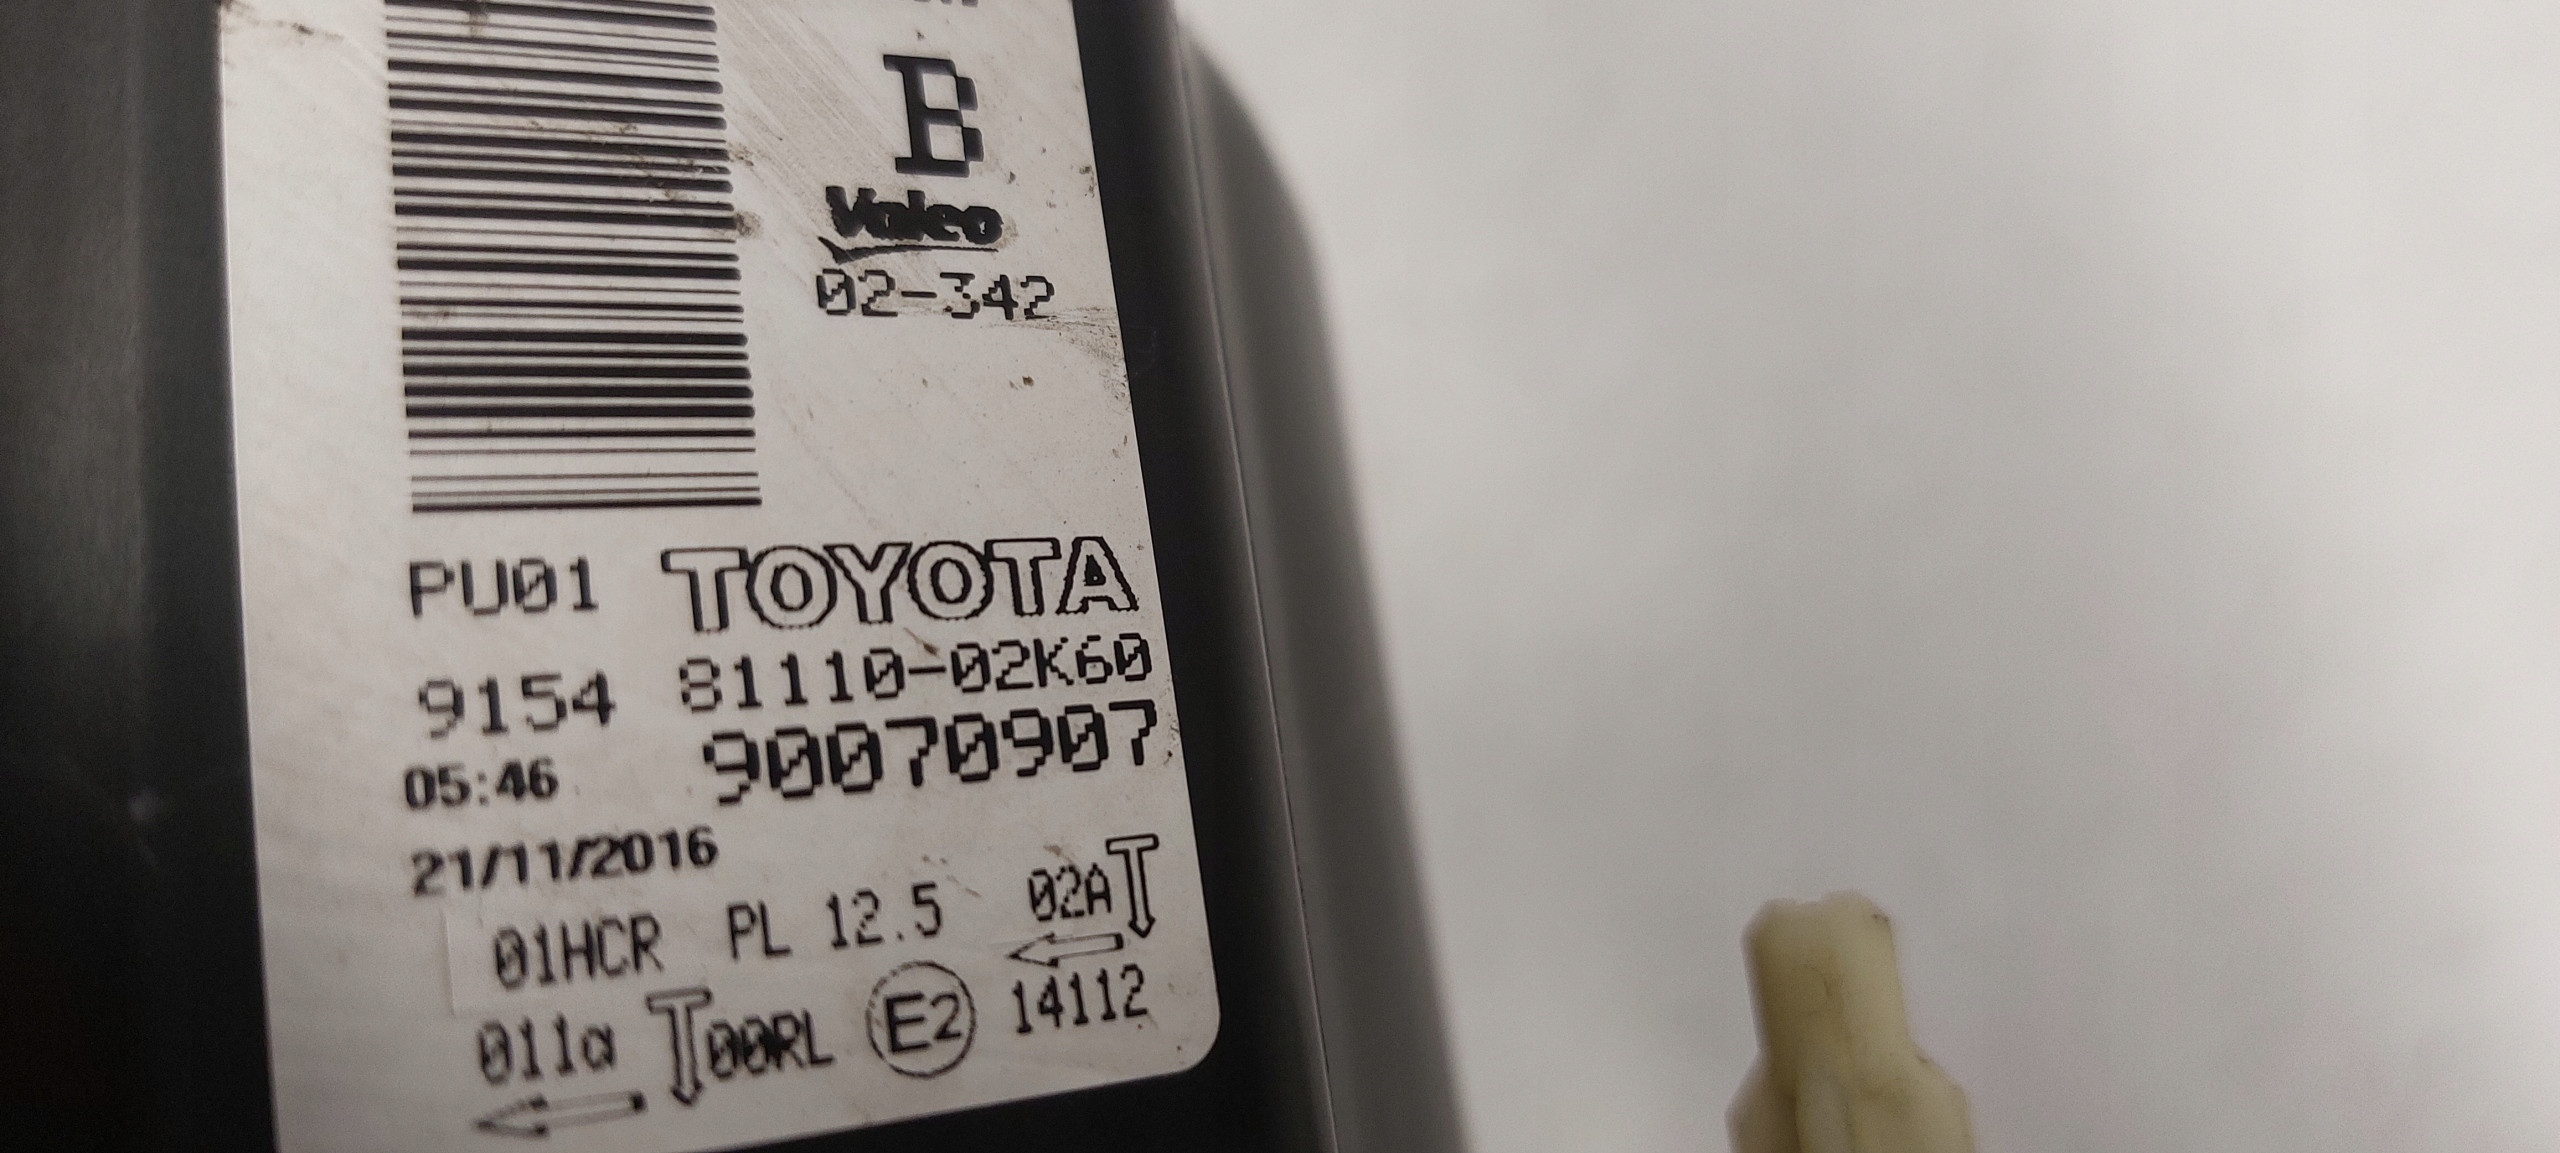 B
Valeo
02-342
PU01 TOYOTA
9154 81110-02K60
05:46 90070907
21/11/2016
01HCR PL 12.5 02A
011α 00RL E2 14112